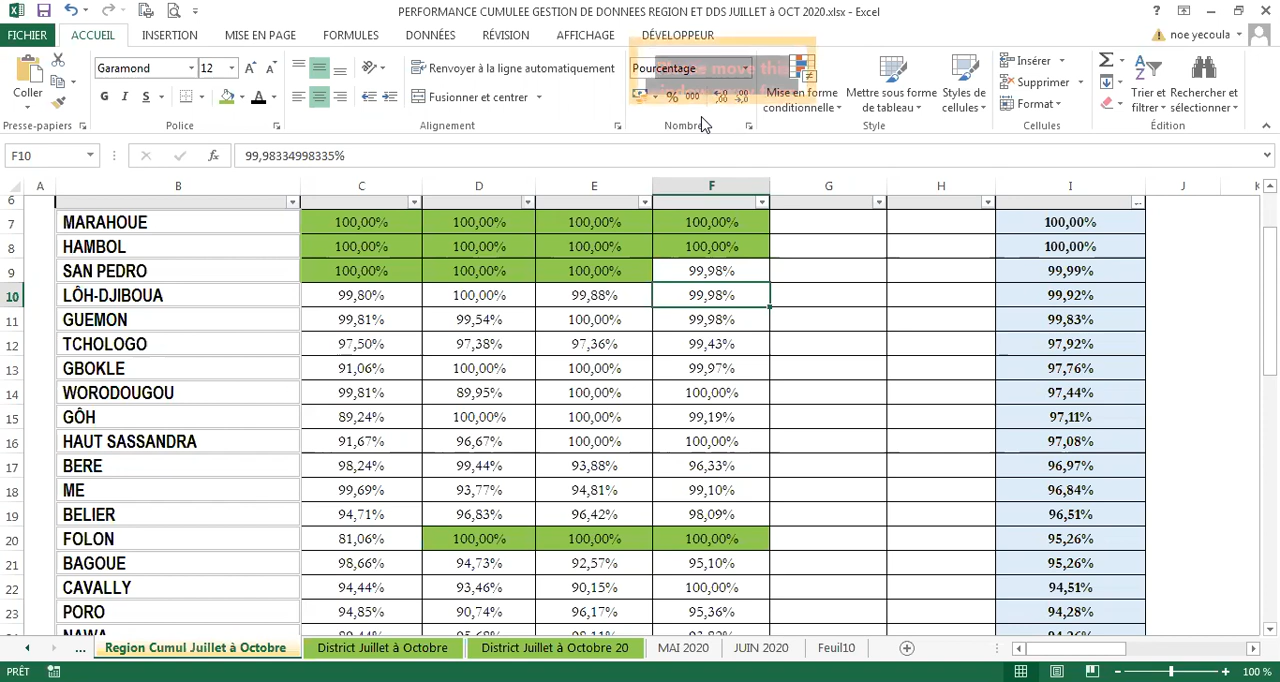 PERFORMANCE CUMULEE GESTION DE DONNEES REGION ET DDS JUILLET à OCT 2020.xlsx - Excel
FICHIER ACCUEIL INSERTION MISE EN PAGE FORMULES DONNÉES RÉVISION AFFICHAGE DÉVELOPPEUR noe yecoula
Garamond 12 Renvoyer à la ligne automatiquement Pourcentage Insérer
Coller Supprimer
G I S Fusionner et centrer % 000 Mise en forme conditionnelle Mettre sous forme de tableau Styles de cellules Format Trier et filtrer Rechercher et sélectionner
Presse-papiers Police Alignement Nombre Style Cellules Édition
F10 fx 99,98334998335%
A B C D E F G H I J K
6
7 MARAHOUE 100,00% 100,00% 100,00% 100,00% 100,00%
8 HAMBOL 100,00% 100,00% 100,00% 100,00% 100,00%
9 SAN PEDRO 100,00% 100,00% 100,00% 99,98% 99,99%
10 LÔH-DJIBOUA 99,80% 100,00% 99,88% 99,98% 99,92%
11 GUEMON 99,81% 99,54% 100,00% 99,98% 99,83%
12 TCHOLOGO 97,50% 97,38% 97,36% 99,43% 97,92%
13 GBOKLE 91,06% 100,00% 100,00% 99,97% 97,76%
14 WORODOUGOU 99,81% 89,95% 100,00% 100,00% 97,44%
15 GÔH 89,24% 100,00% 100,00% 99,19% 97,11%
16 HAUT SASSANDRA 91,67% 96,67% 100,00% 100,00% 97,08%
17 BERE 98,24% 99,44% 93,88% 96,33% 96,97%
18 ME 99,69% 93,77% 94,81% 99,10% 96,84%
19 BELIER 94,71% 96,83% 96,42% 98,09% 96,51%
20 FOLON 81,06% 100,00% 100,00% 100,00% 95,26%
21 BAGOUE 98,66% 94,73% 92,57% 95,10% 95,26%
22 CAVALLY 94,44% 93,46% 90,15% 100,00% 94,51%
23 PORO 94,85% 90,74% 96,17% 95,36% 94,28%
NAWA
... Region Cumul Juillet à Octobre District Juillet à Octobre District Juillet à Octobre 20 MAI 2020 JUIN 2020 Feuil10
PRÊT 100 %